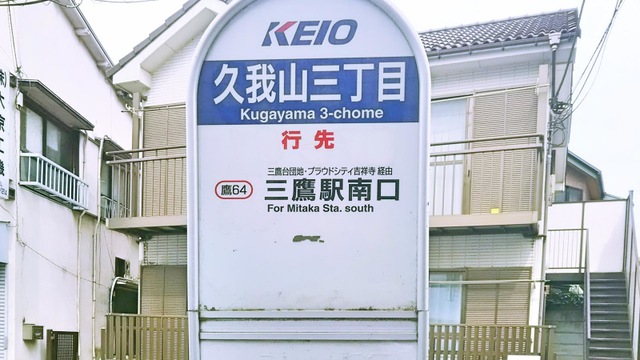 KEIO
久我山三丁目
Kugayama 3-chome
行先
三鷹台団地・プラウドシティ吉祥寺 経由
鷹64 三鷹駅南口
For Mitaka Sta. south